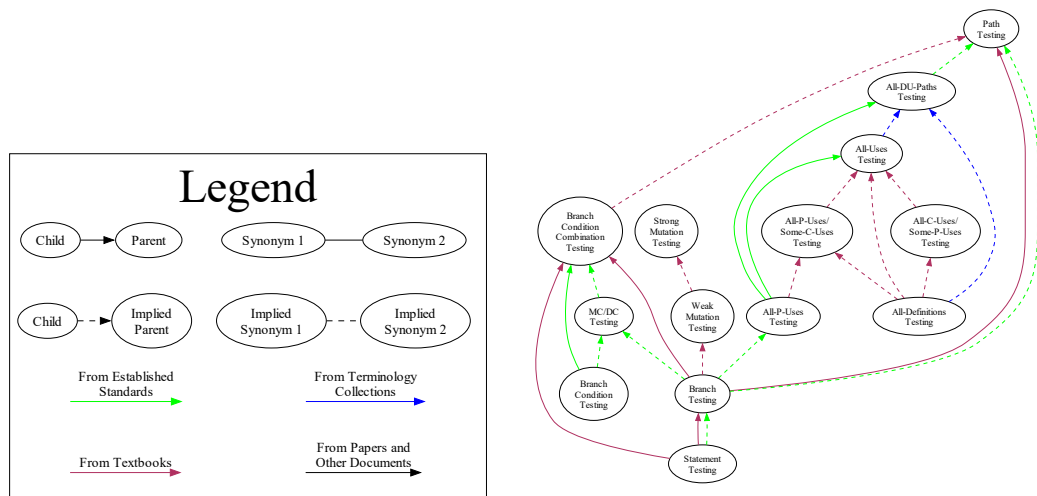 Legend
Child
Parent
Synonym 1
Synonym 2
Child
Implied
Parent
Implied
Synonym 1
Implied
Synonym 2
From Established
Standards
From Terminology
Collections
From Textbooks
From Papers and
Other Documents
Path
Testing
All-DU-Paths
Testing
All-Uses
Testing
Branch
Condition
Combination
Testing
Strong
Mutation
Testing
All-P-Uses/
Some-C-Uses
Testing
All-C-Uses/
Some-P-Uses
Testing
MC/DC
Testing
Weak
Mutation
Testing
All-P-Uses
Testing
All-Definitions
Testing
Branch
Condition
Testing
Branch
Testing
Statement
Testing